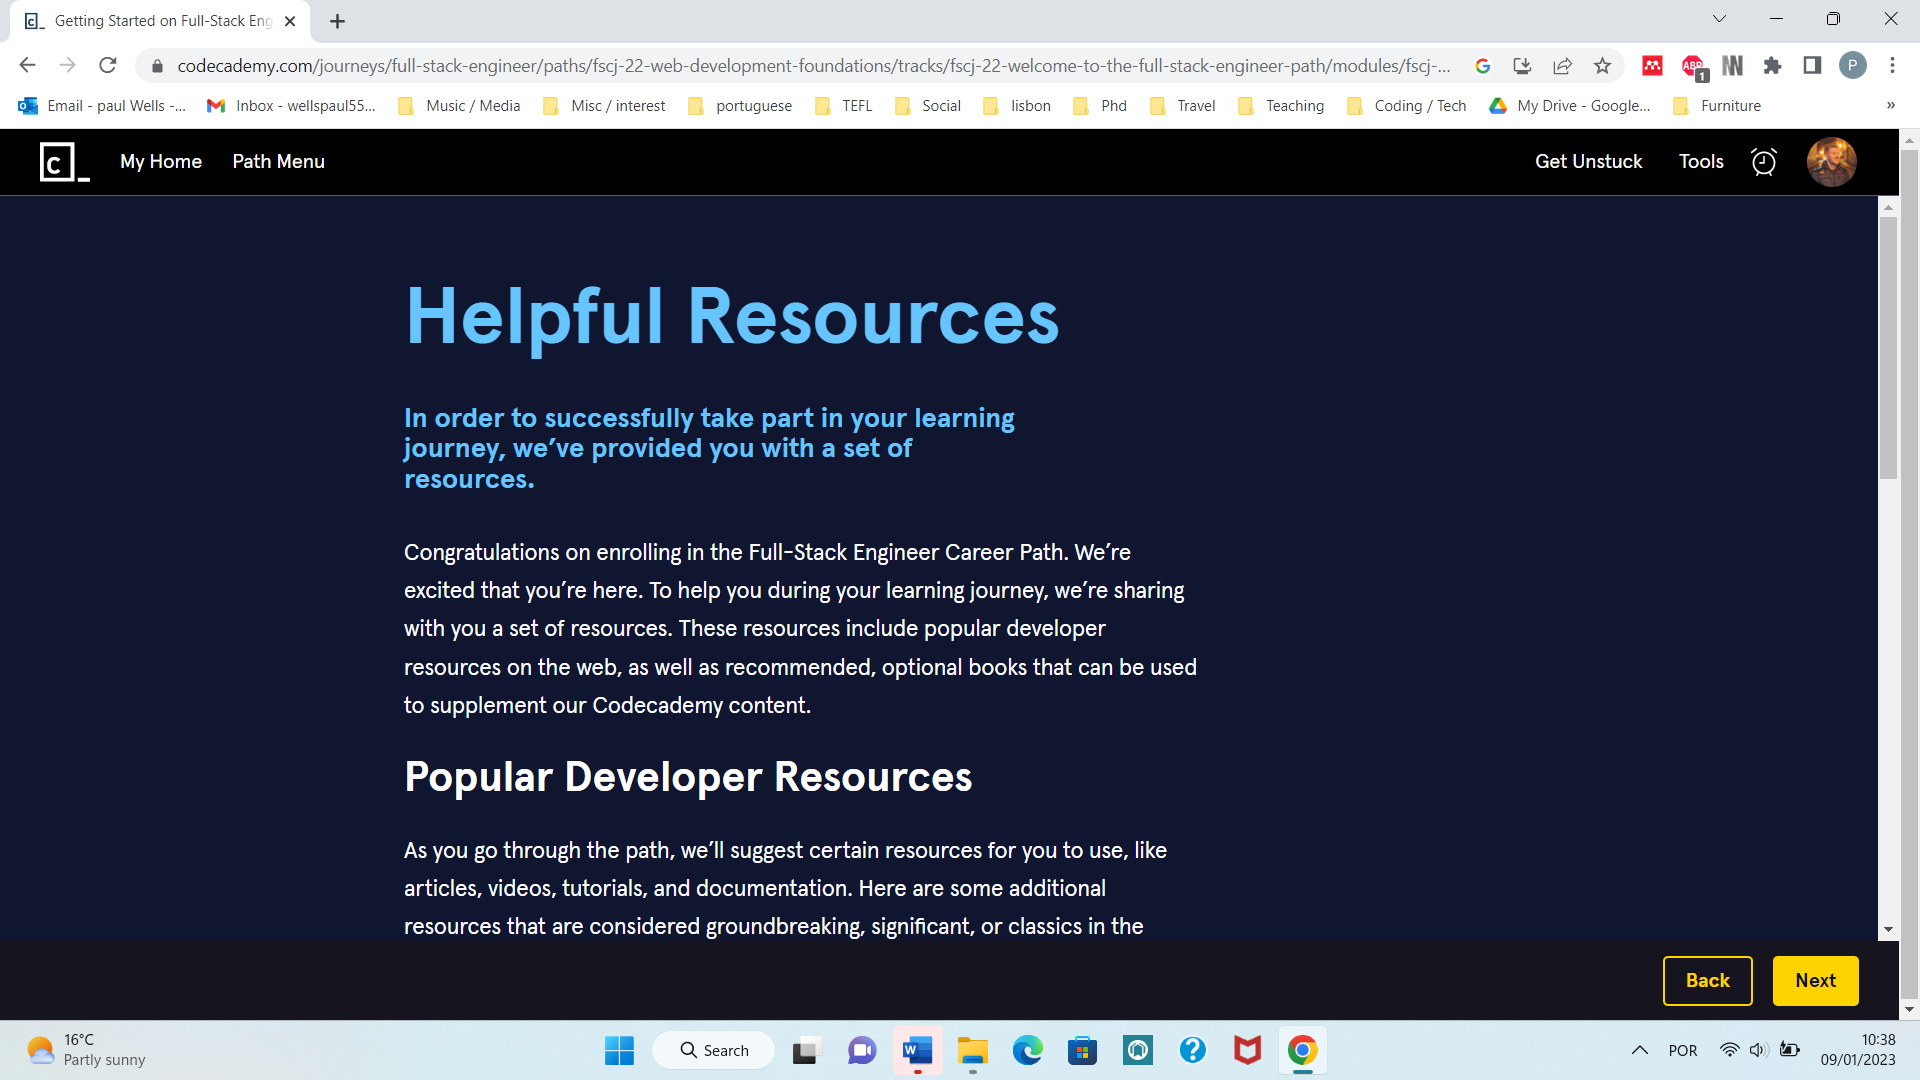 Getting Started on Full-Stack Eng
codecademy.com/journeys/full-stack-engineer/paths/fscj-22-web-development-foundations/tracks/fscj-22-welcome-to-the-full-stack-engineer-path/modules/fscj-...
ABP 1 P
Email - paul Wells -... Inbox - wellspaul55... Music / Media Misc / interest portuguese TEFL Social lisbon Phd Travel Teaching Coding / Tech My Drive - Google... Furniture »
c_ My Home Path Menu Get Unstuck Tools
Helpful Resources
In order to successfully take part in your learning
journey, we’ve provided you with a set of
resources.
Congratulations on enrolling in the Full-Stack Engineer Career Path. We’re
excited that you’re here. To help you during your learning journey, we’re sharing
with you a set of resources. These resources include popular developer
resources on the web, as well as recommended, optional books that can be used
to supplement our Codecademy content.
Popular Developer Resources
As you go through the path, we’ll suggest certain resources for you to use, like
articles, videos, tutorials, and documentation. Here are some additional
resources that are considered groundbreaking, significant, or classics in the
Back Next
16°C
Partly sunny
Search
POR
10:38
09/01/2023